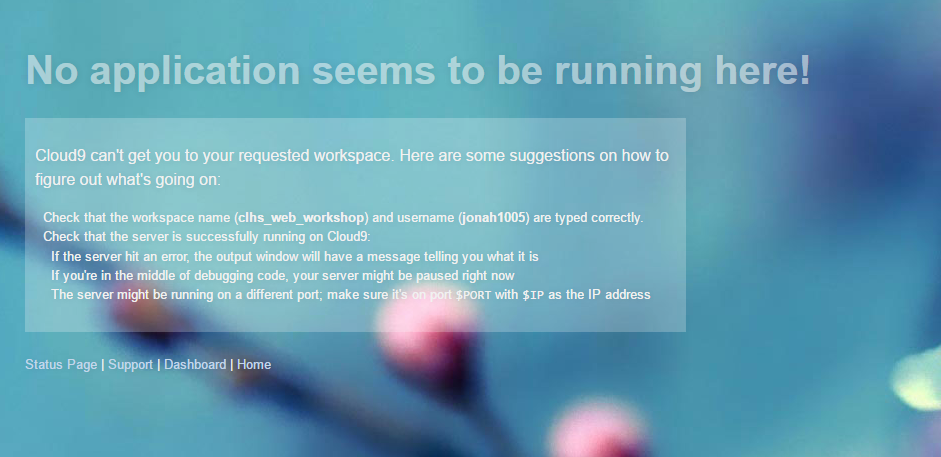 No application seems to be running here!
Cloud9 can't get you to your requested workspace. Here are some suggestions on how to
figure out what's going on:
Check that the workspace name (clhs_web_workshop) and username (jonah1005) are typed correctly.
Check that the server is successfully running on Cloud9:
If the server hit an error, the output window will have a message telling you what it is
If you're in the middle of debugging code, your server might be paused right now
The server might be running on a different port; make sure it's on port $PORT with $IP as the IP address
Status Page | Support | Dashboard | Home